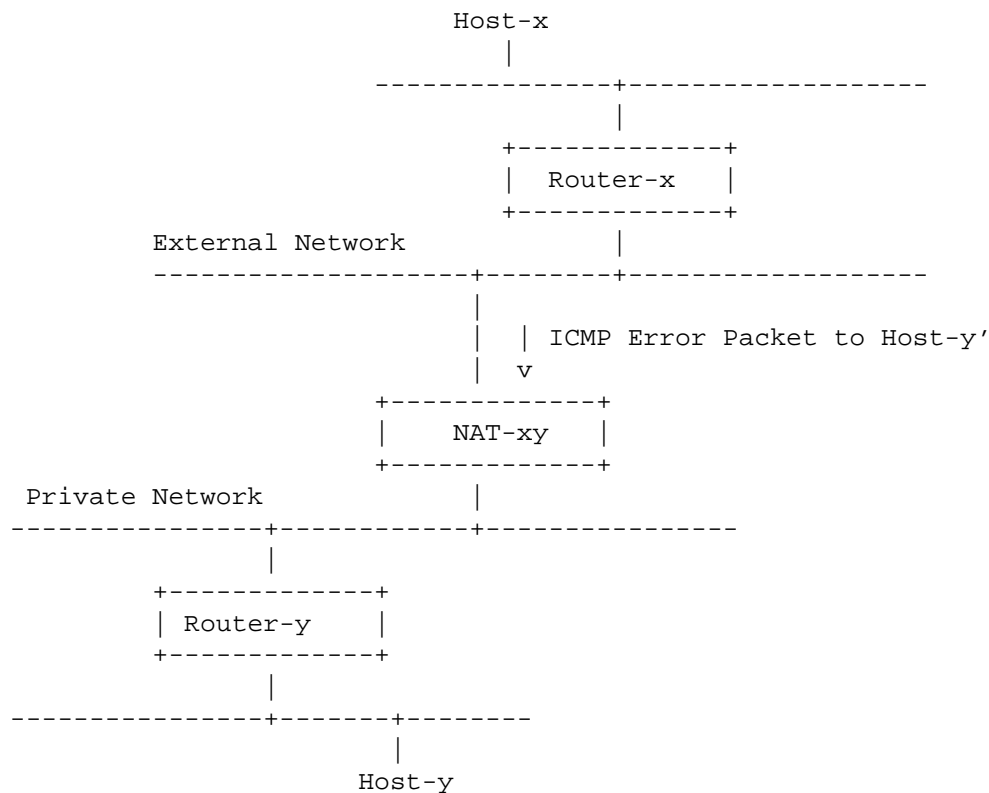 Host-x
Router-x
External Network
ICMP Error Packet to Host-y’
v
NAT-xy
Private Network
Router-y
Host-y